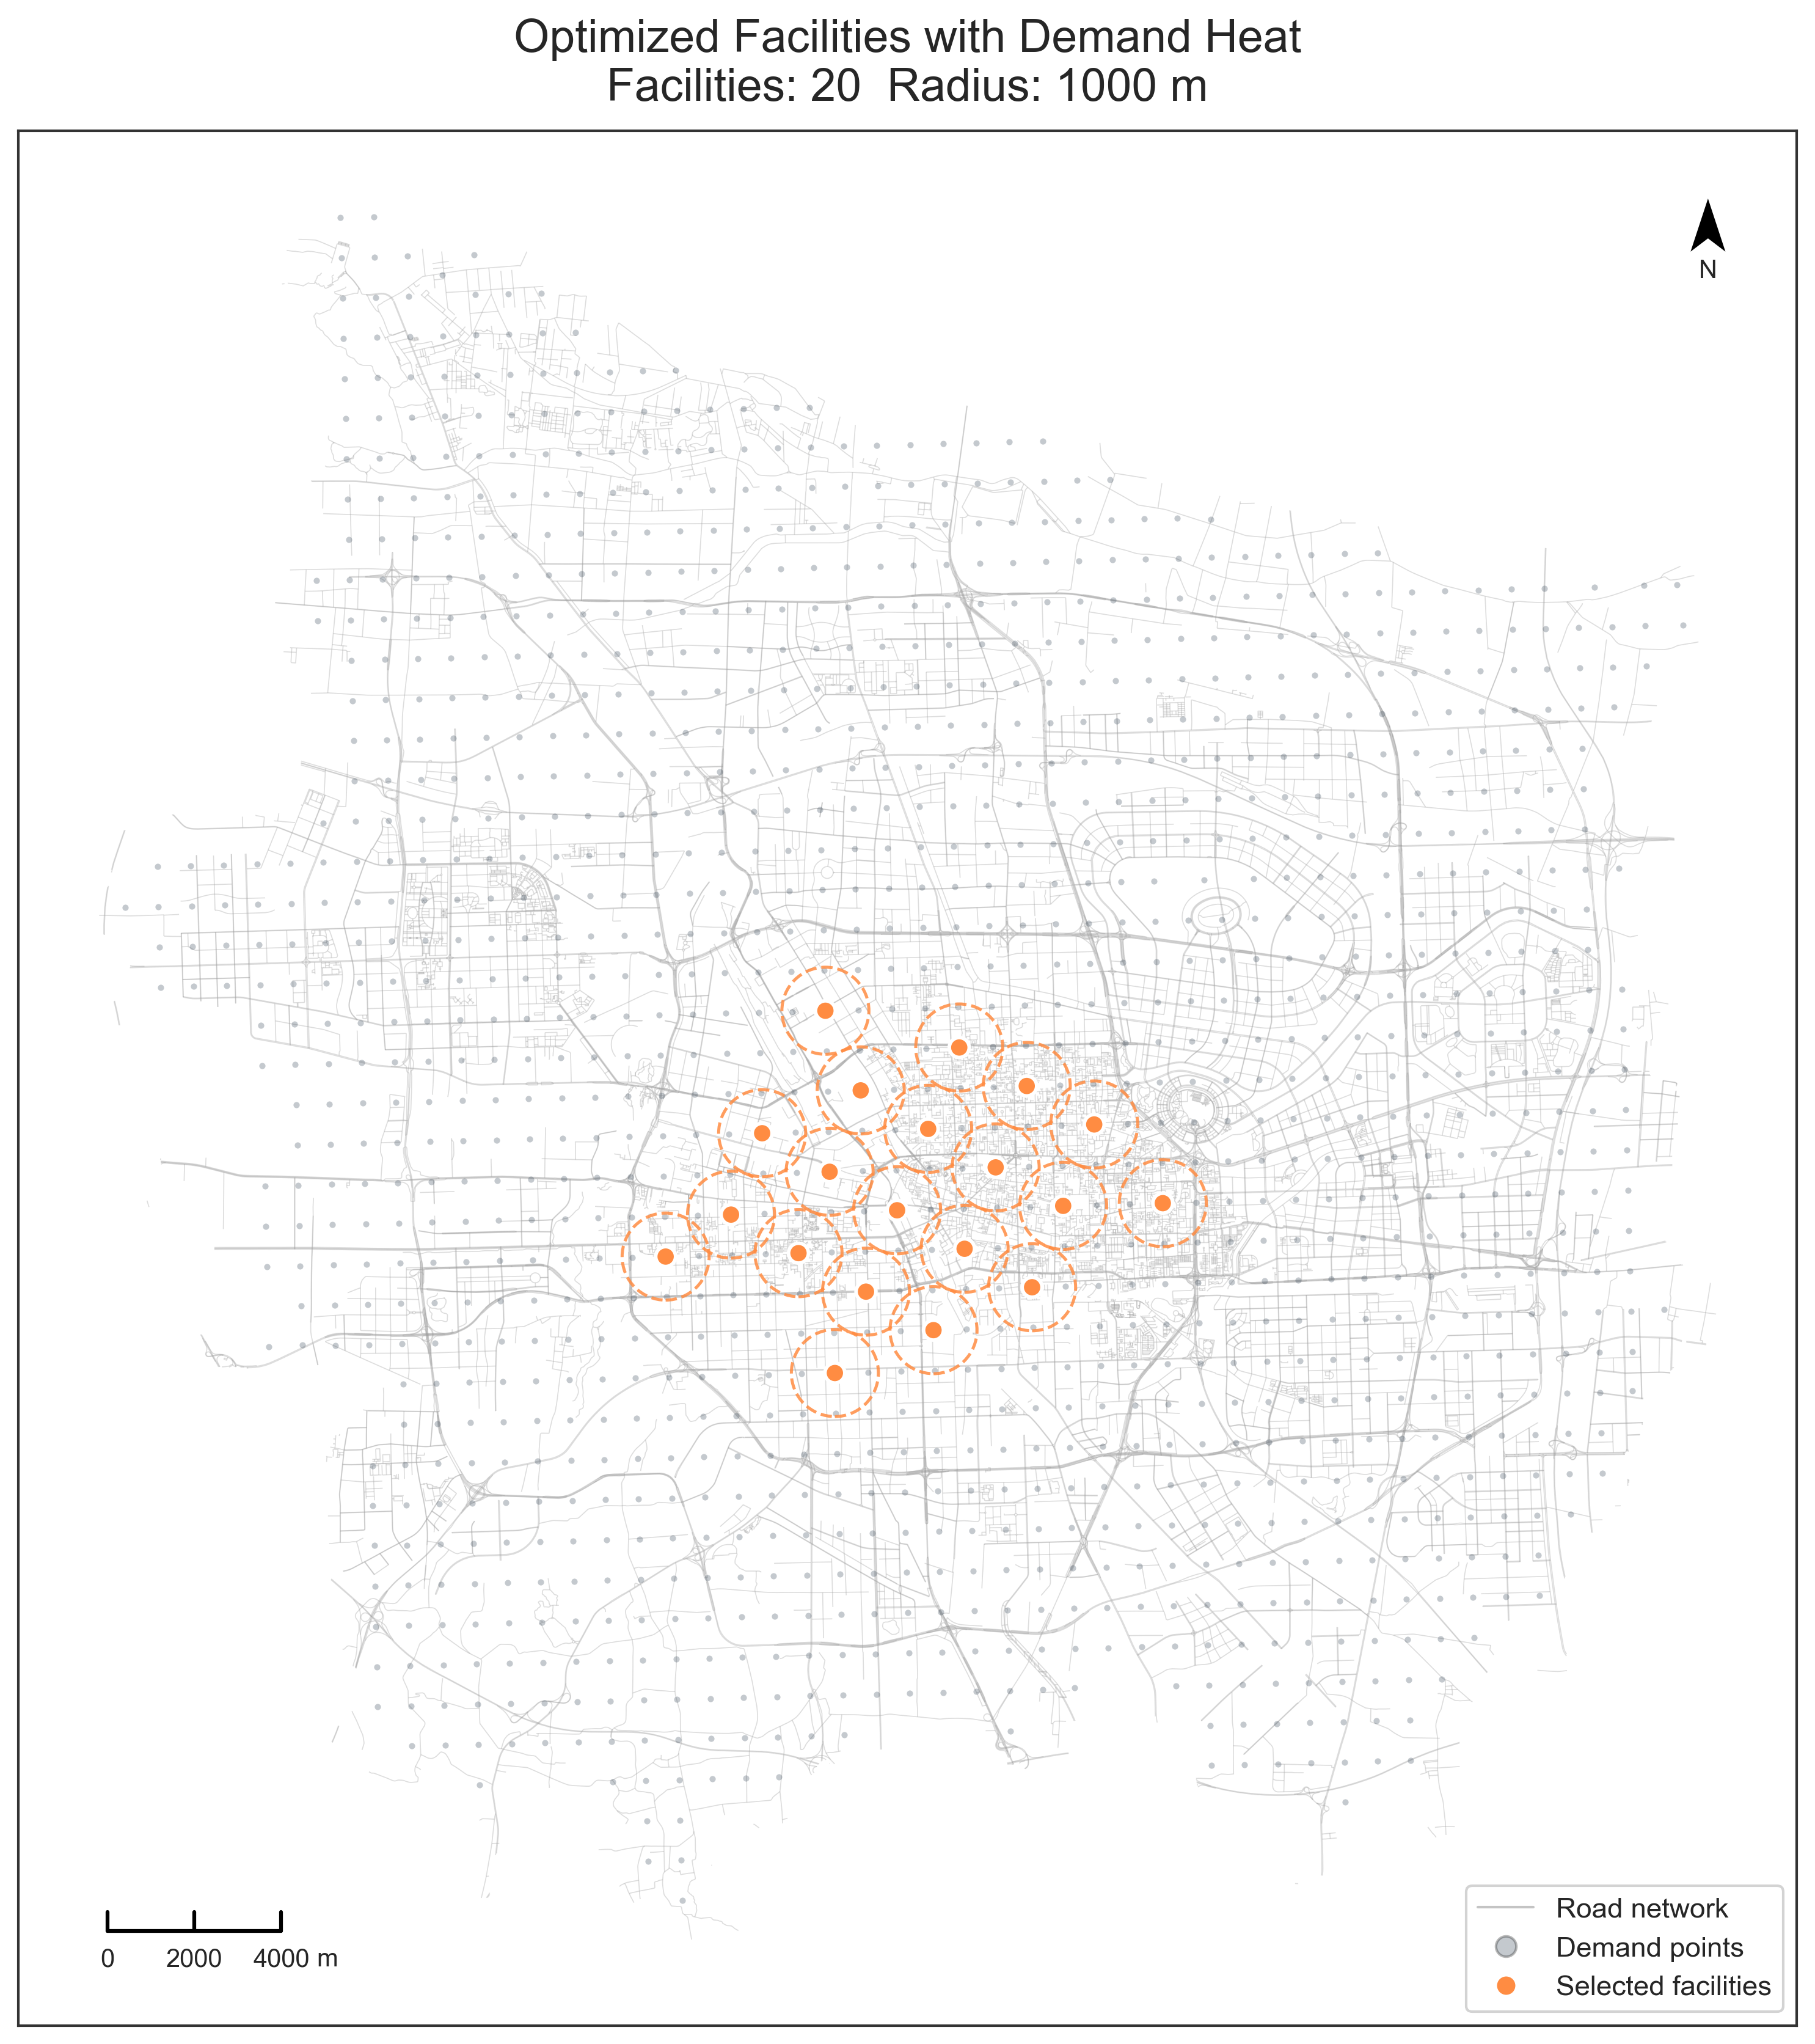 Optimized Facilities with Demand Heat
Facilities: 20  Radius: 1000 m
N
0 2000 4000 m
Road network
Demand points
Selected facilities